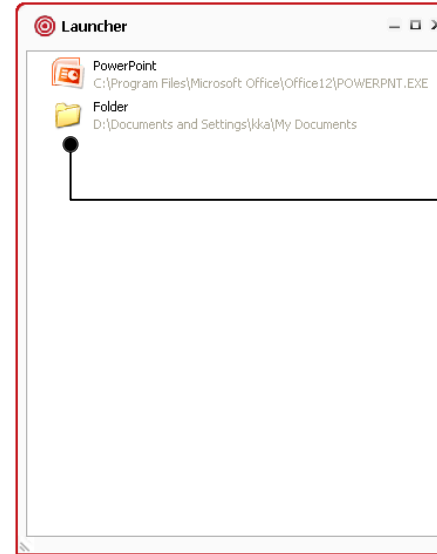 Launcher
PowerPoint
C:\Program Files\Microsoft Office\Office12\POWERPNT.EXE
Folder
D:\Documents and Settings\kka\My Documents